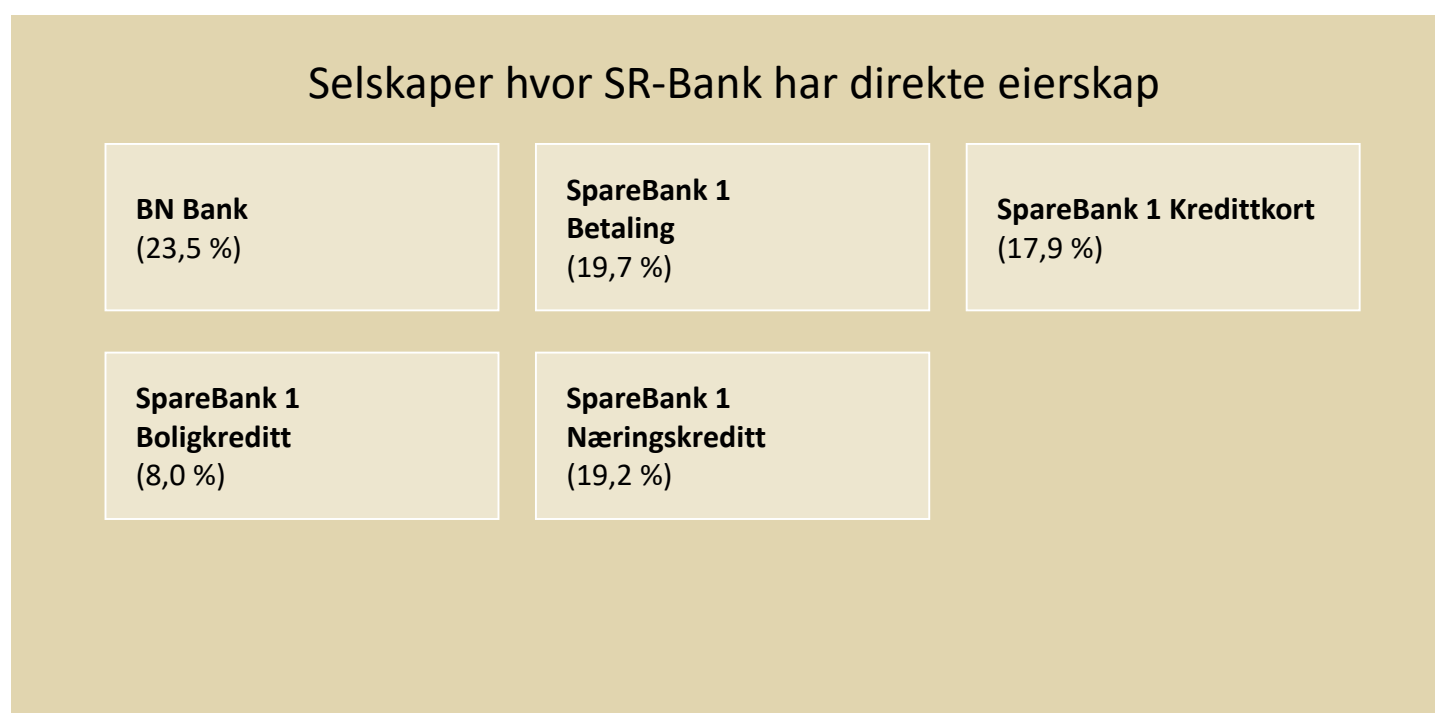 Selskaper hvor SR-Bank har direkte eierskap
BN Bank
(23,5 %)
SpareBank 1
Betaling
(19,7 %)
SpareBank 1 Kredittkort
(17,9 %)
SpareBank 1
Boligkreditt
(8,0 %)
SpareBank 1
Næringskreditt
(19,2 %)